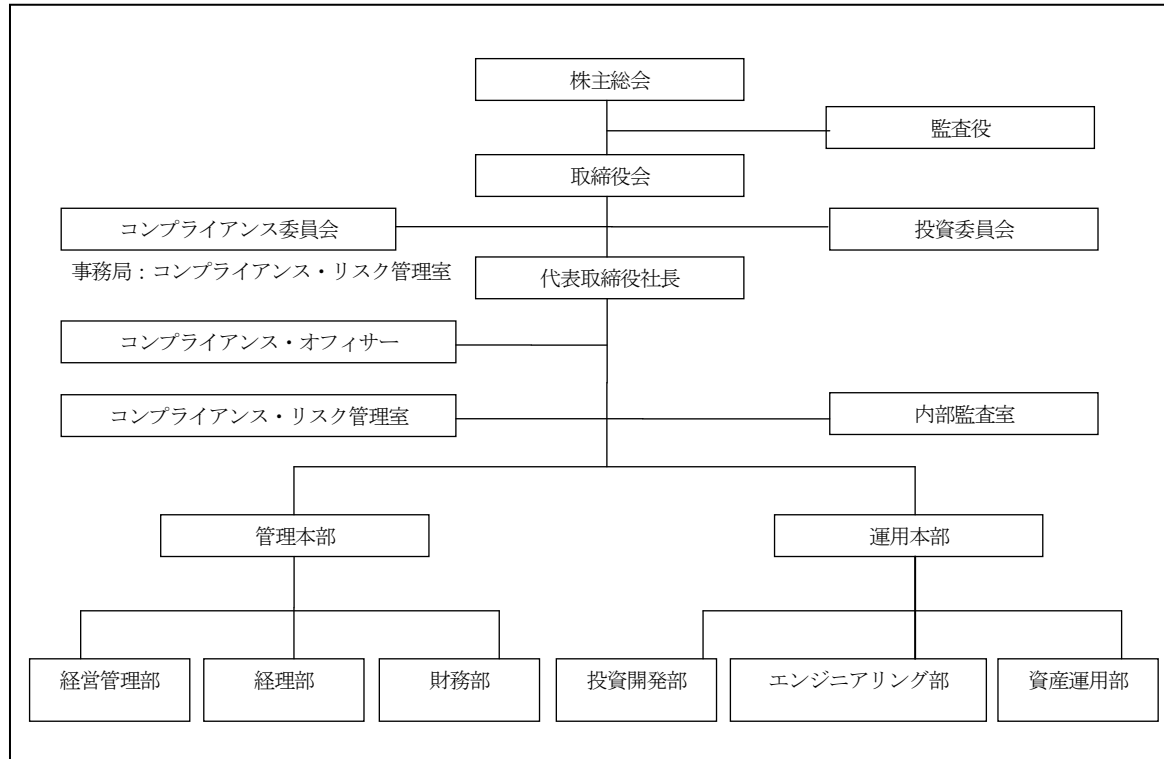 株主総会
監査役
取締役会
コンプライアンス委員会
投資委員会
事務局：コンプライアンス・リスク管理室
代表取締役社長
コンプライアンス・オフィサー
コンプライアンス・リスク管理室
内部監査室
管理本部
運用本部
経営管理部
経理部
財務部
投資開発部
エンジニアリング部
資産運用部